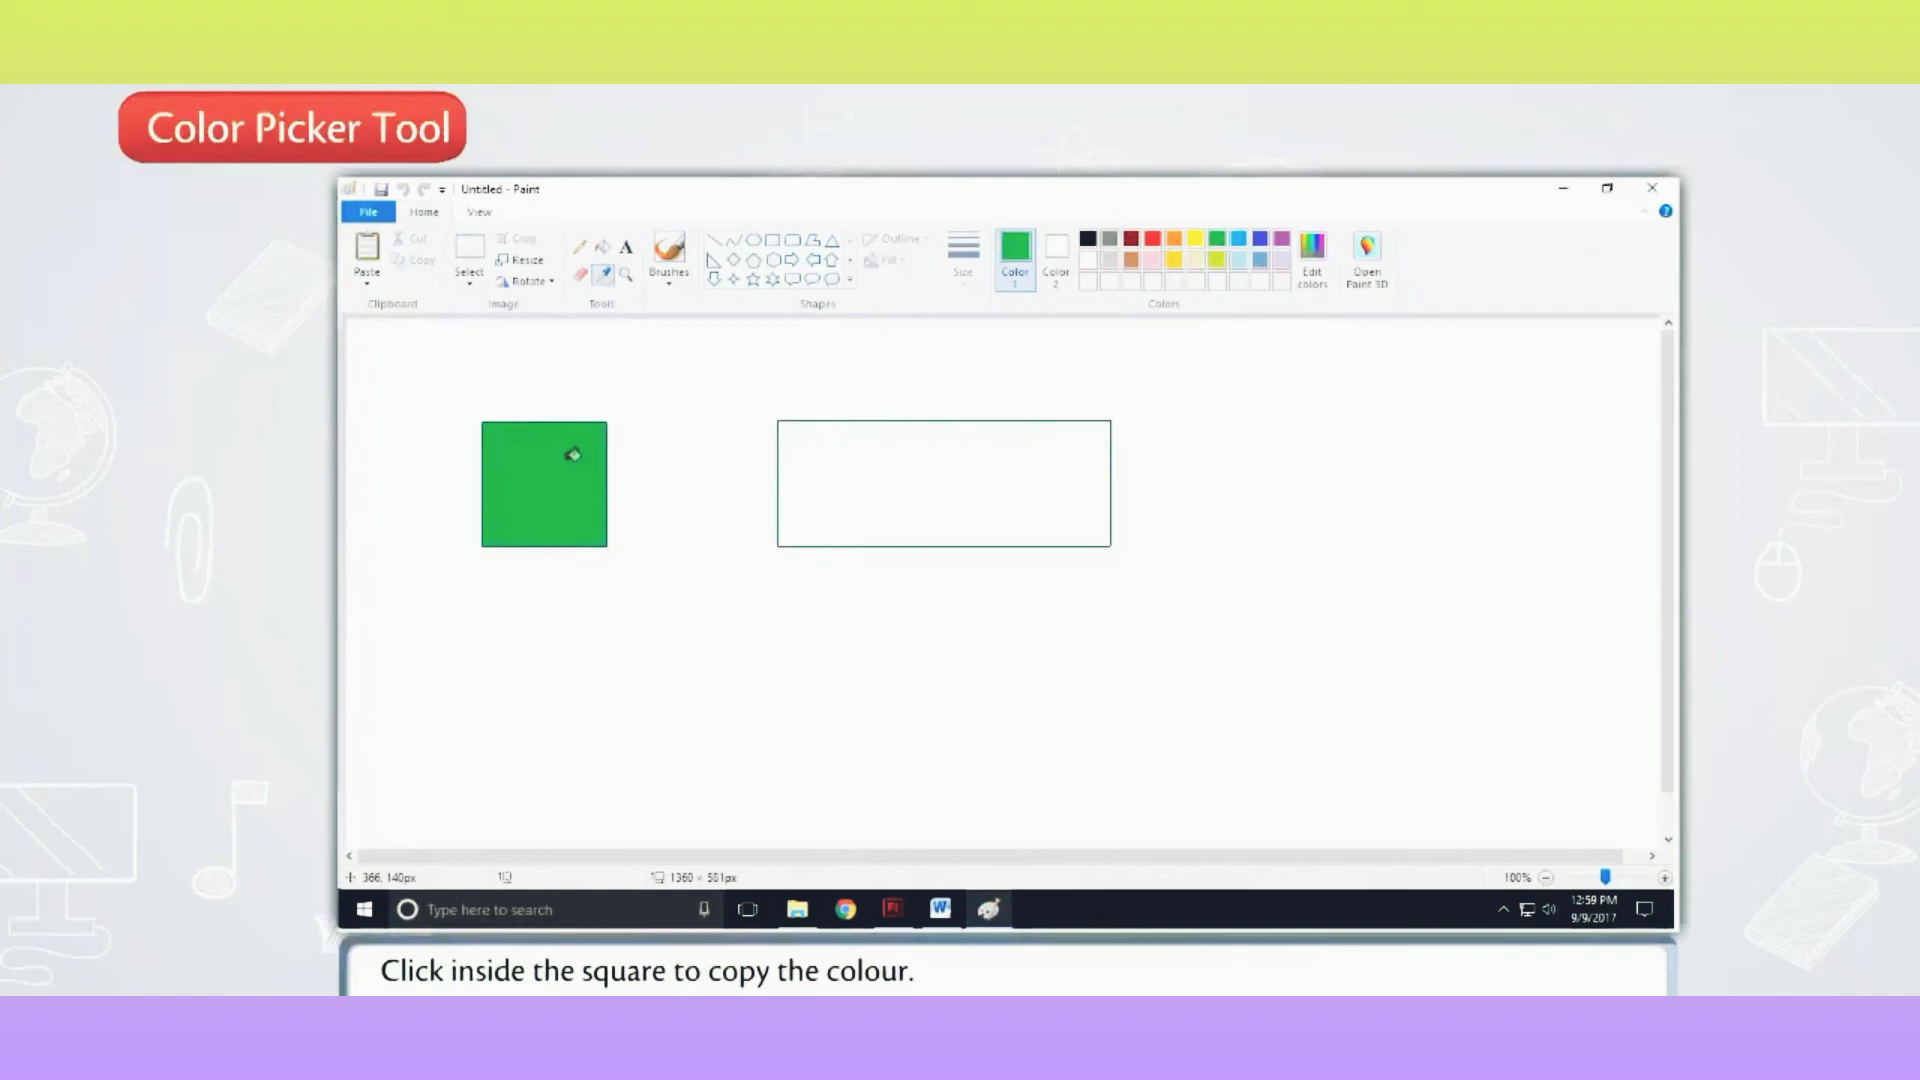 Color Picker Tool
Untitled - Paint
File Home View
Paste
Cut
Copy
Clipboard
Select
Crop
Resize
Rotate
Image
A
Tools
Brushes
Outline
Fill
Shapes
Size
Color 1
Color 2
Edit colors
Open Paint 3D
Colors
366, 140px
1360 × 581px
100%
Type here to search
12:59 PM
9/9/2017
Click inside the square to copy the colour.